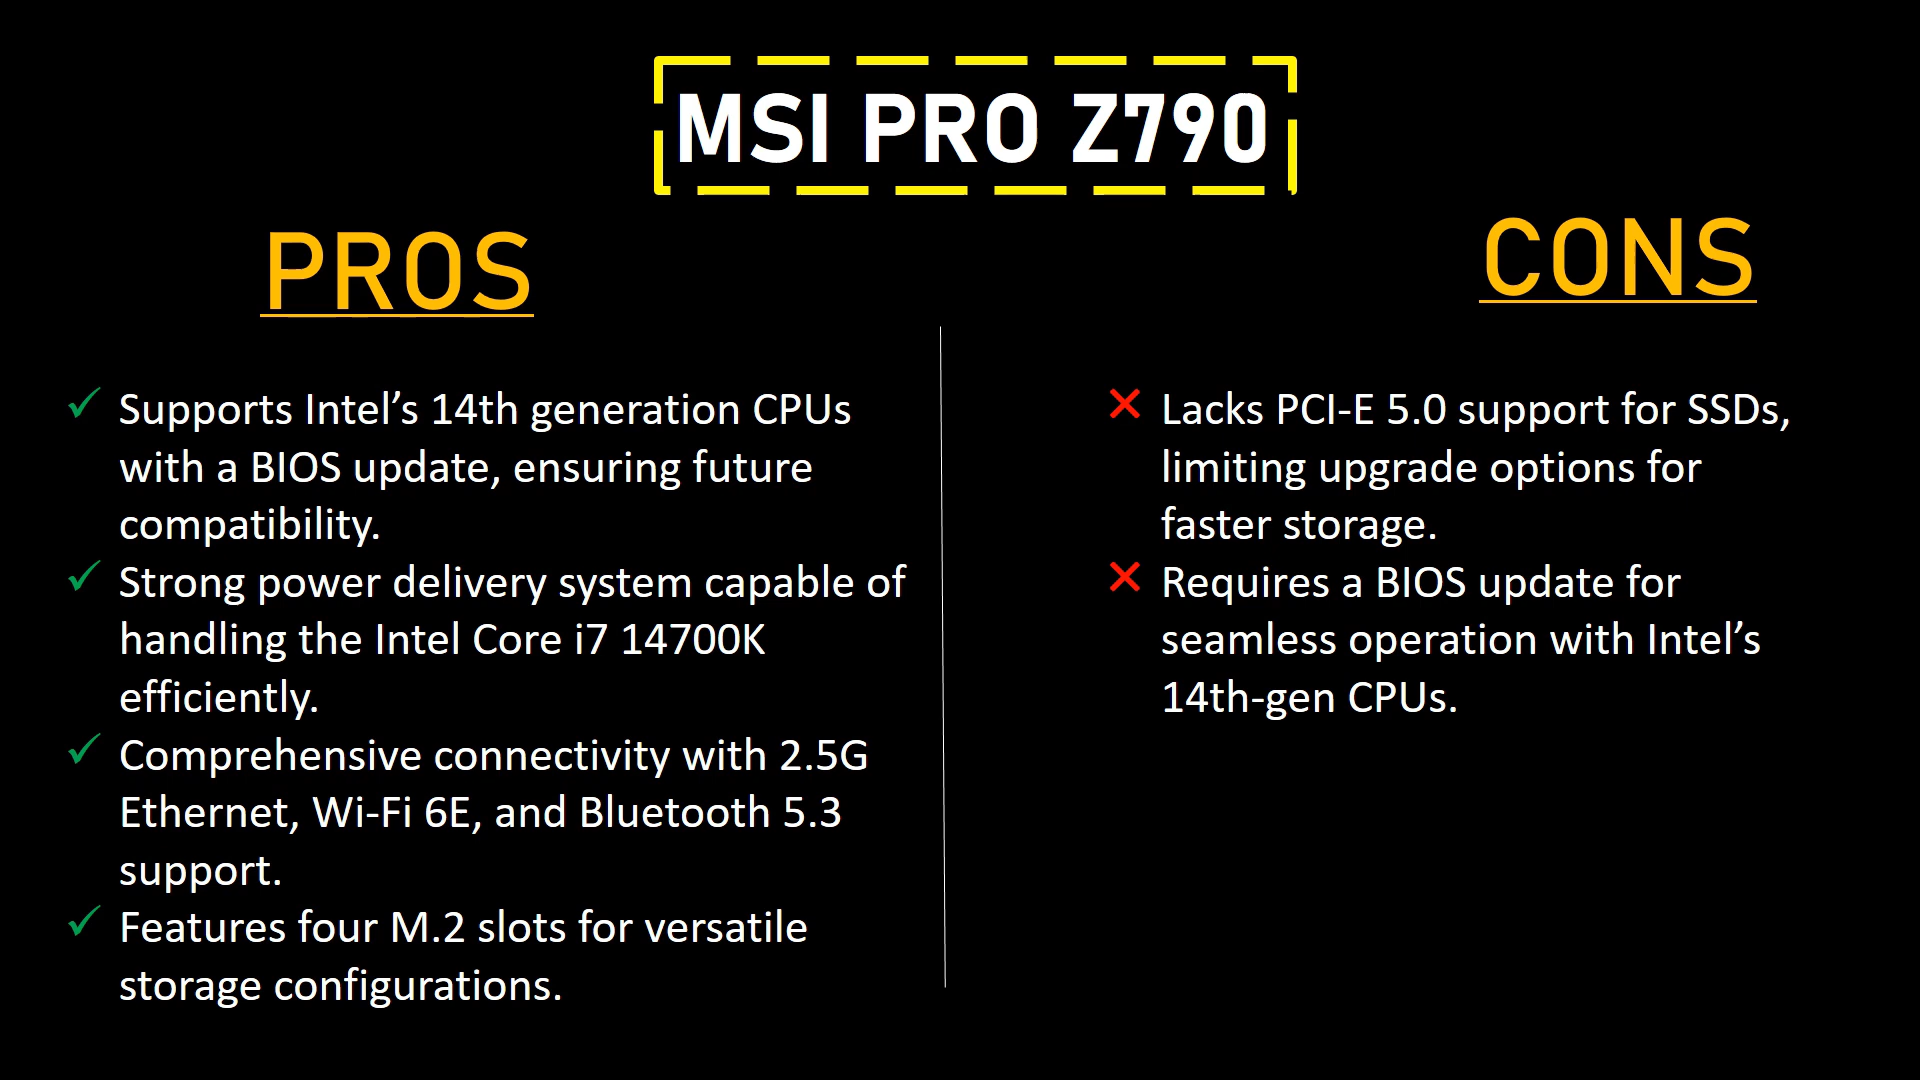 MSI PRO Z790
PROS
Supports Intel’s 14th generation CPUs
with a BIOS update, ensuring future
compatibility.
Strong power delivery system capable of
handling the Intel Core i7 14700K
efficiently.
Comprehensive connectivity with 2.5G
Ethernet, Wi-Fi 6E, and Bluetooth 5.3
support.
Features four M.2 slots for versatile
storage configurations.
CONS
Lacks PCI-E 5.0 support for SSDs,
limiting upgrade options for
faster storage.
Requires a BIOS update for
seamless operation with Intel’s
14th-gen CPUs.